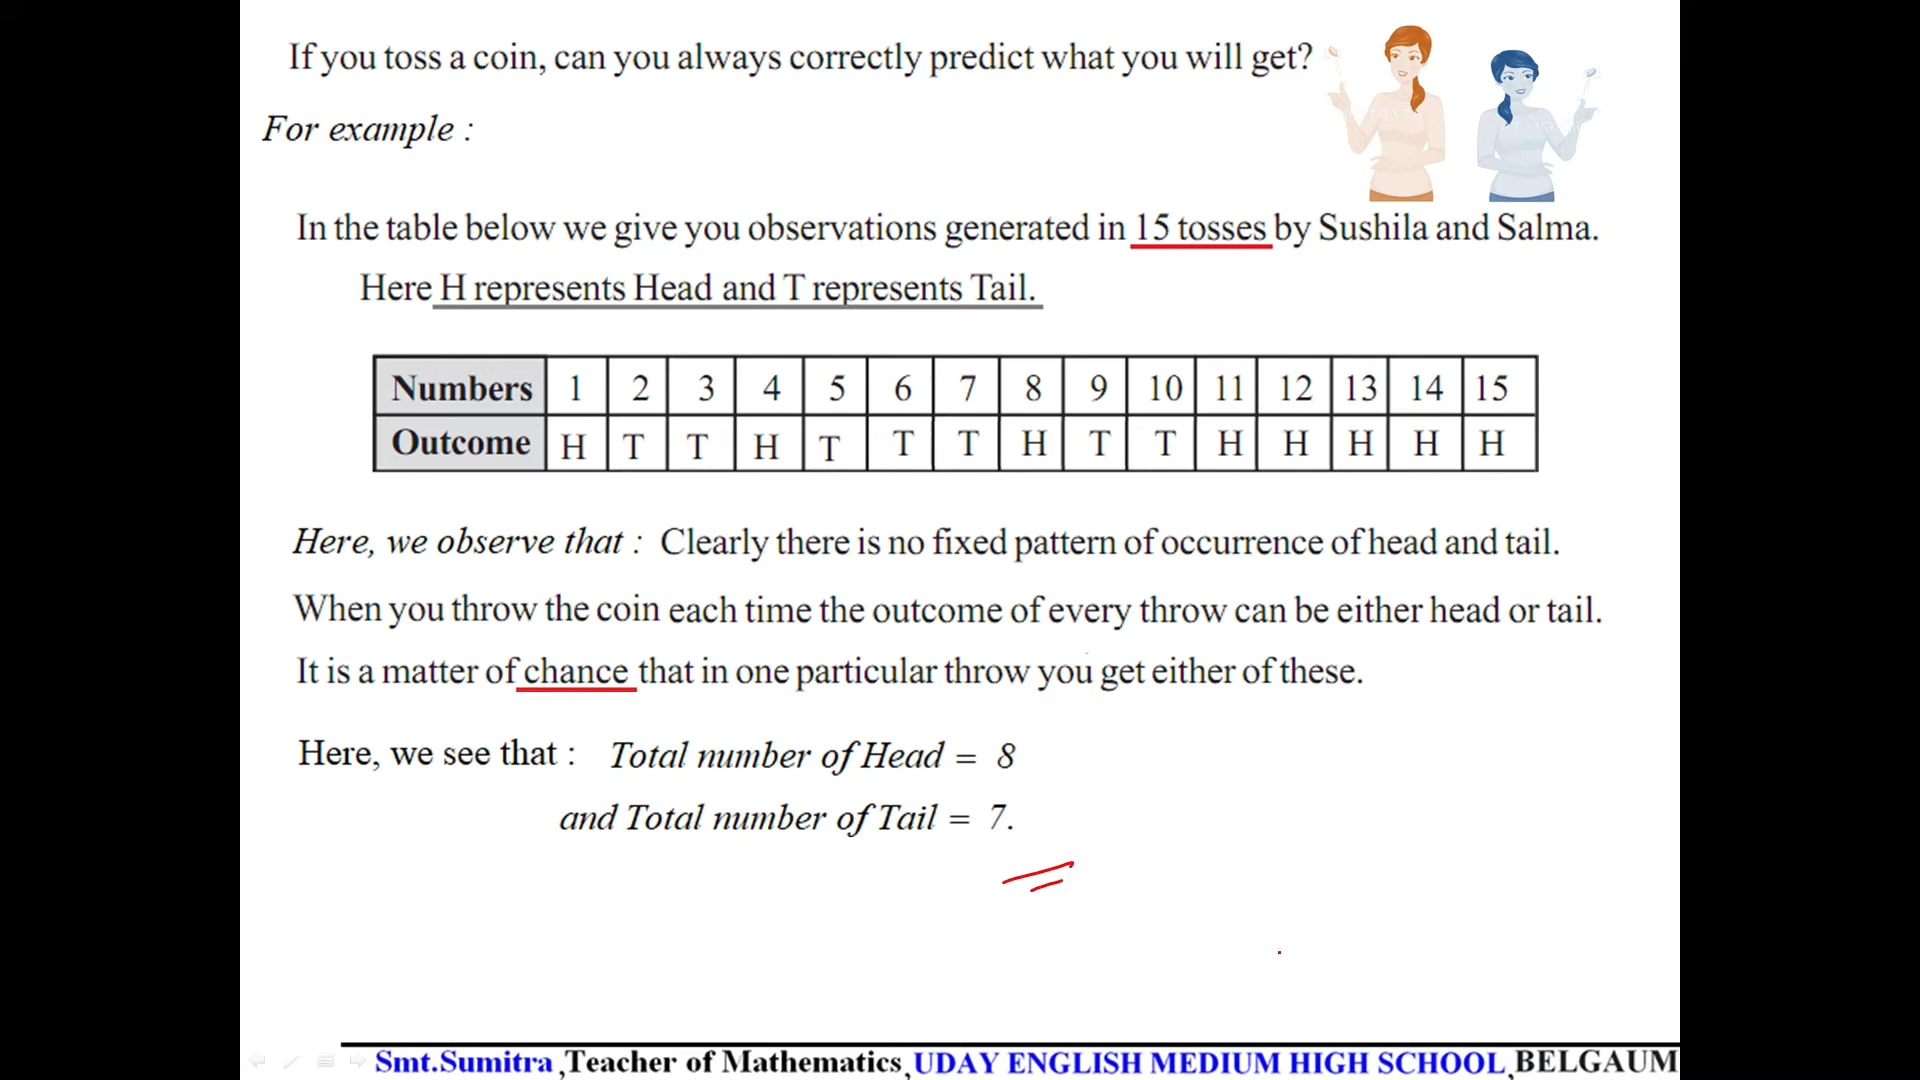 If you toss a coin, can you always correctly predict what you will get?
For example :
In the table below we give you observations generated in 15 tosses by Sushila and Salma.
Here H represents Head and T represents Tail.
Numbers 1 2 3 4 5 6 7 8 9 10 11 12 13 14 15
Outcome H T T H T T T H T T H H H H H
Here, we observe that : Clearly there is no fixed pattern of occurrence of head and tail.
When you throw the coin each time the outcome of every throw can be either head or tail.
It is a matter of chance that in one particular throw you get either of these.
Here, we see that : Total number of Head = 8
and Total number of Tail = 7.
Smt.Sumitra ,Teacher of Mathematics,UDAY ENGLISH MEDIUM HIGH SCHOOL,BELGAUM